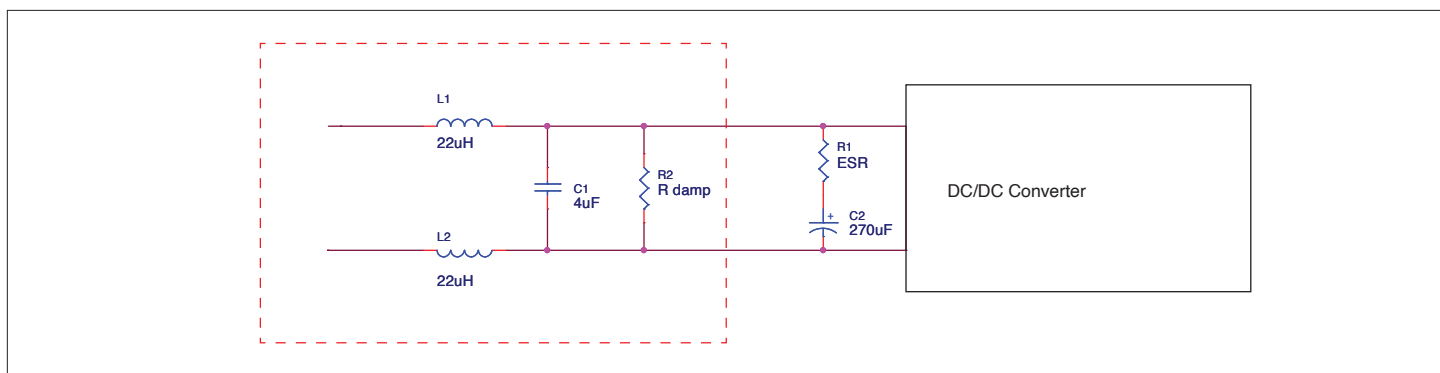 L1
22uH
C1
4uF
R2
R damp
L2
22uH
R1
ESR
+
C2
270uF
DC/DC Converter